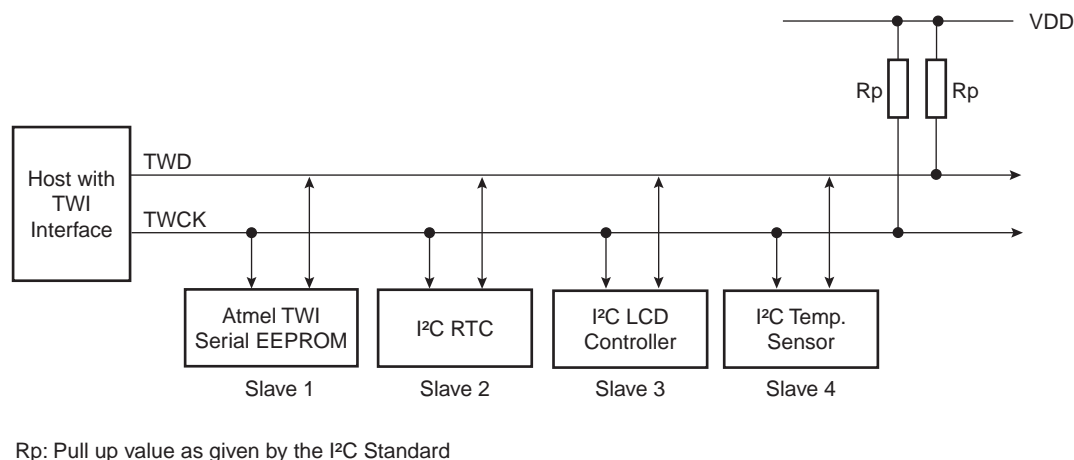 VDD
Rp
Rp
Host with
TWI
Interface
TWD
TWCK
Atmel TWI
Serial EEPROM
Slave 1
I²C RTC
Slave 2
I²C LCD
Controller
Slave 3
I²C Temp.
Sensor
Slave 4
Rp: Pull up value as given by the I²C Standard